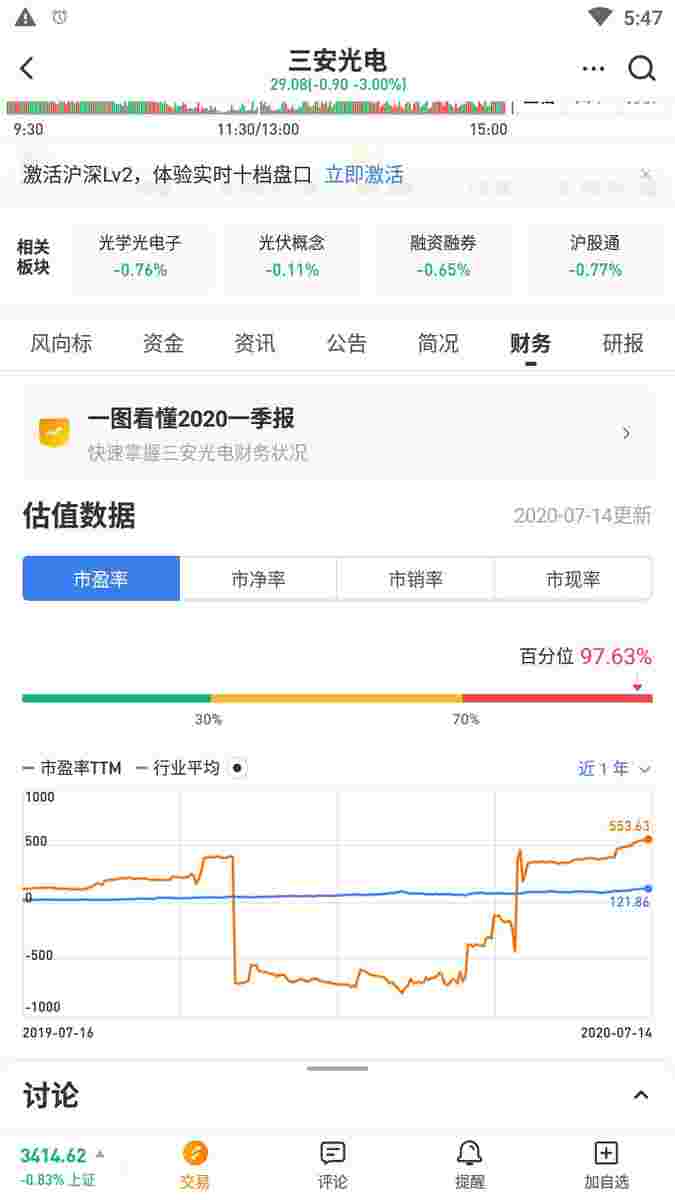 5:47
三安光电
29.08(-0.90 -3.00%)
9:30 11:30/13:00 15:00
激活沪深Lv2，体验实时十档盘口 立即激活
相关板块
光学光电子 光伏概念 融资融券 沪股通
-0.76% -0.11% -0.65% -0.77%
风向标 资金 资讯 公告 简况 财务 研报
一图看懂2020一季报
快速掌握三安光电财务状况
估值数据 2020-07-14更新
市盈率 市净率 市销率 市现率
百分位 97.63%
30% 70%
市盈率TTM 行业平均 近1年
1000
553.63
500
0
121.86
-500
-1000
2019-07-16 2020-07-14
讨论
3414.62
-0.83% 上证
交易 评论 提醒 加自选